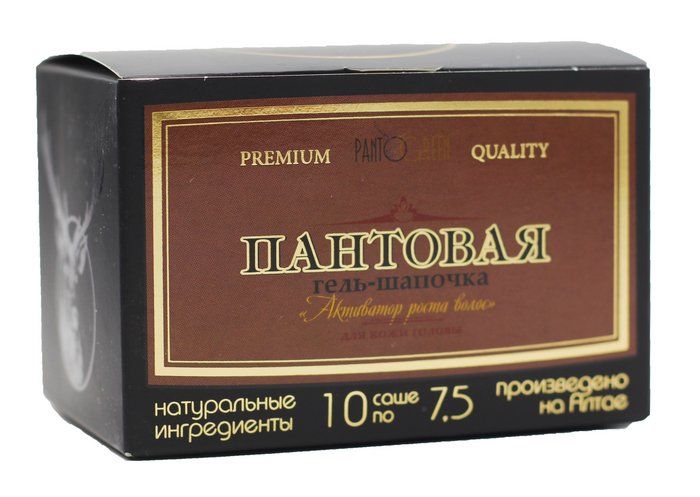 PREMIUM PANTOGREEN QUALITY
ПАНТОВАЯ
гель-шапочка
«Активатор роста волос»
для кожи головы
натуральные ингредиенты
10 саше по 7.5
произведено на Алтае